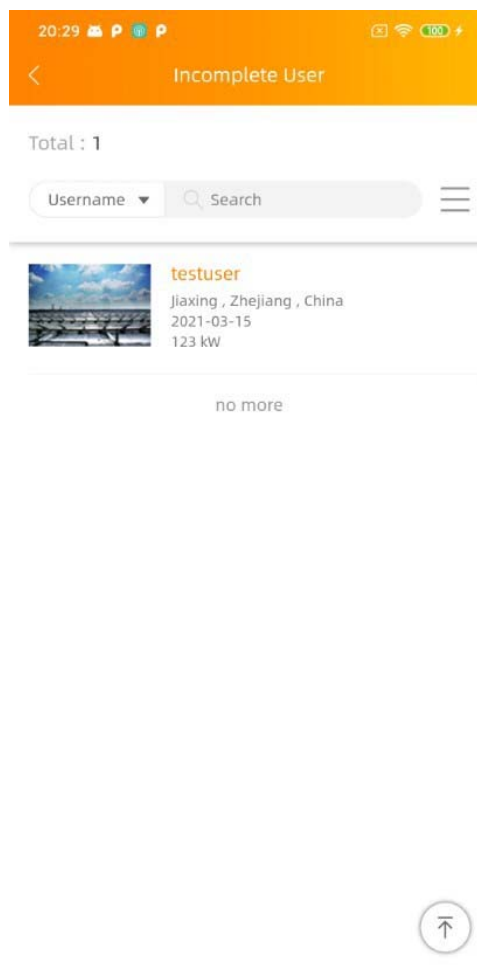 20:29 P P 100
Incomplete User
Total : 1
Username Search
testuser
Jiaxing , Zhejiang , China
2021-03-15
123 kW
no more